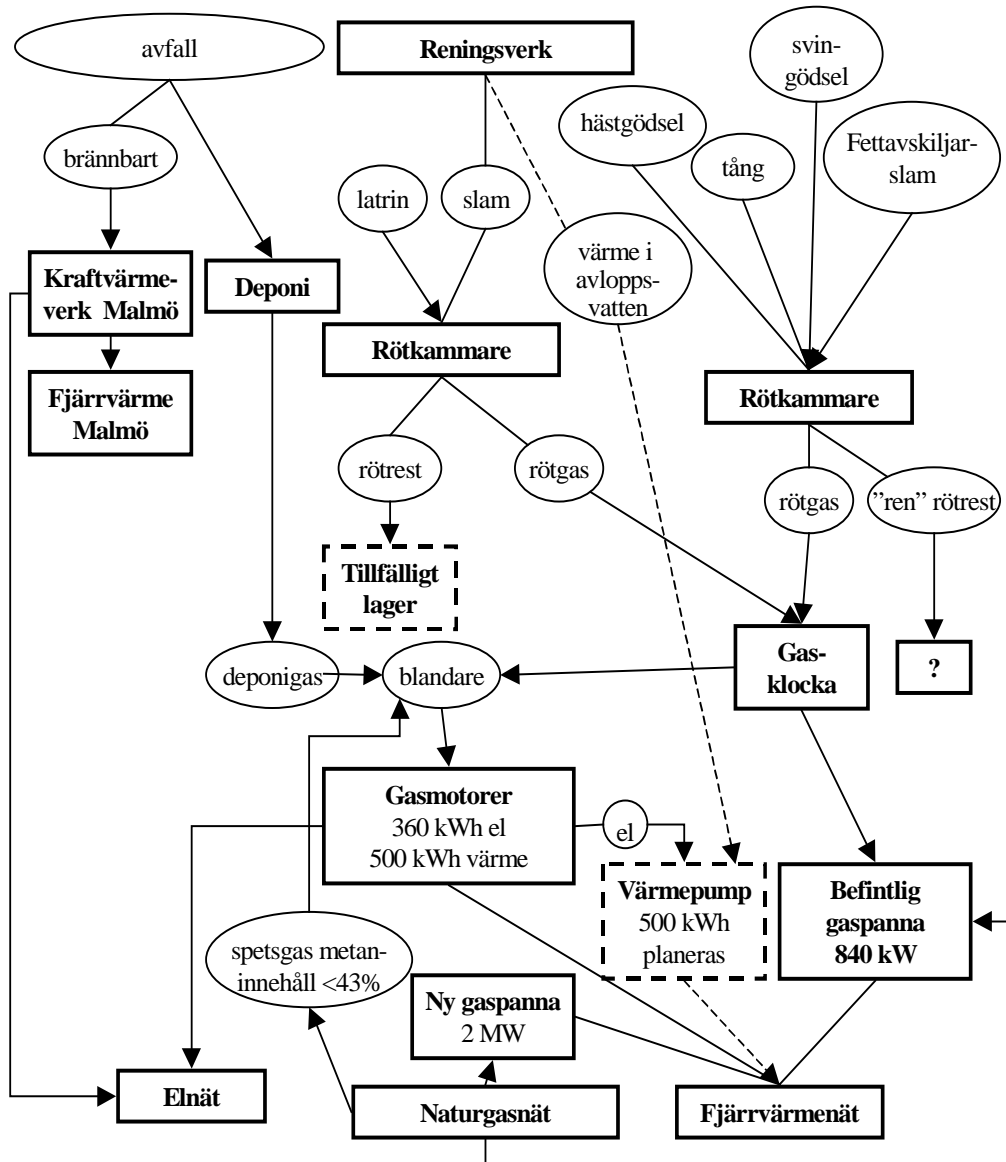 avfall
Reningsverk
svin-
gödsel
hästgödsel
tång
Fettavskiljar-
slam
brännbart
latrin
slam
värme i
avlopps-
vatten
Kraftvärme-
verk Malmö
Deponi
Rötkammare
Fjärrvärme
Malmö
Rötkammare
rötrest
rötgas
rötgas
”ren” rötrest
Tillfälligt
lager
deponigas
blandare
Gas-
klocka
?
Gasmotorer
360 kWh el
500 kWh värme
el
Värmepump
500 kWh
planeras
Befintlig
gaspanna
840 kW
spetsgas metan-
innehåll <43%
Ny gaspanna
2 MW
Elnät
Naturgasnät
Fjärrvärmenät